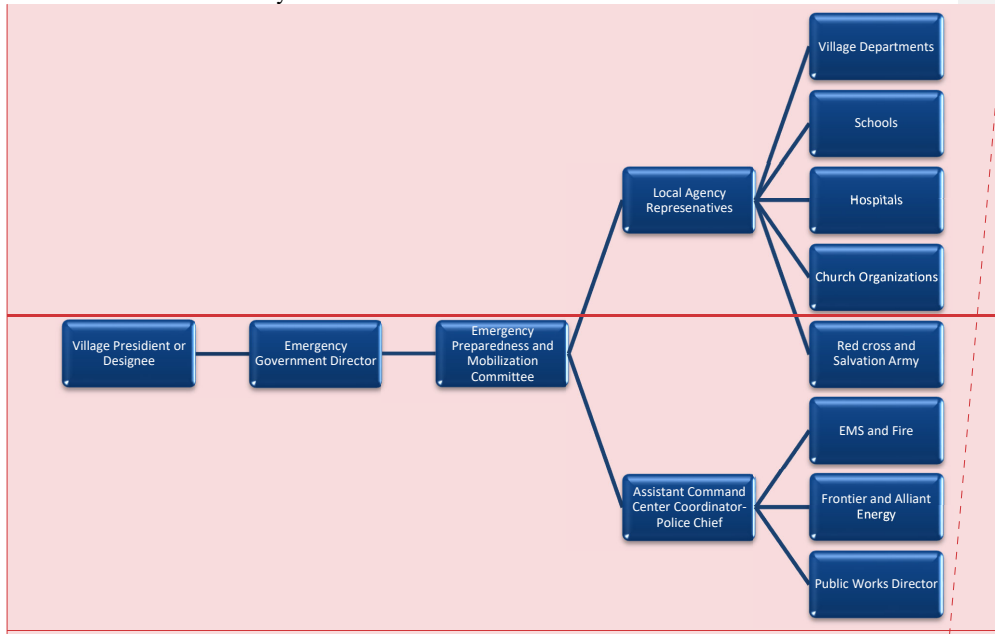 Village Departments
Schools
Local Agency
Represenatives
Hospitals
Church Organizations
Village Presidient or
Designee
Emergency
Government Director
Emergency
Preparedness and
Mobilization
Committee
Red cross and
Salvation Army
EMS and Fire
Assistant Command
Center Coordinator-
Police Chief
Frontier and Alliant
Energy
Public Works Director